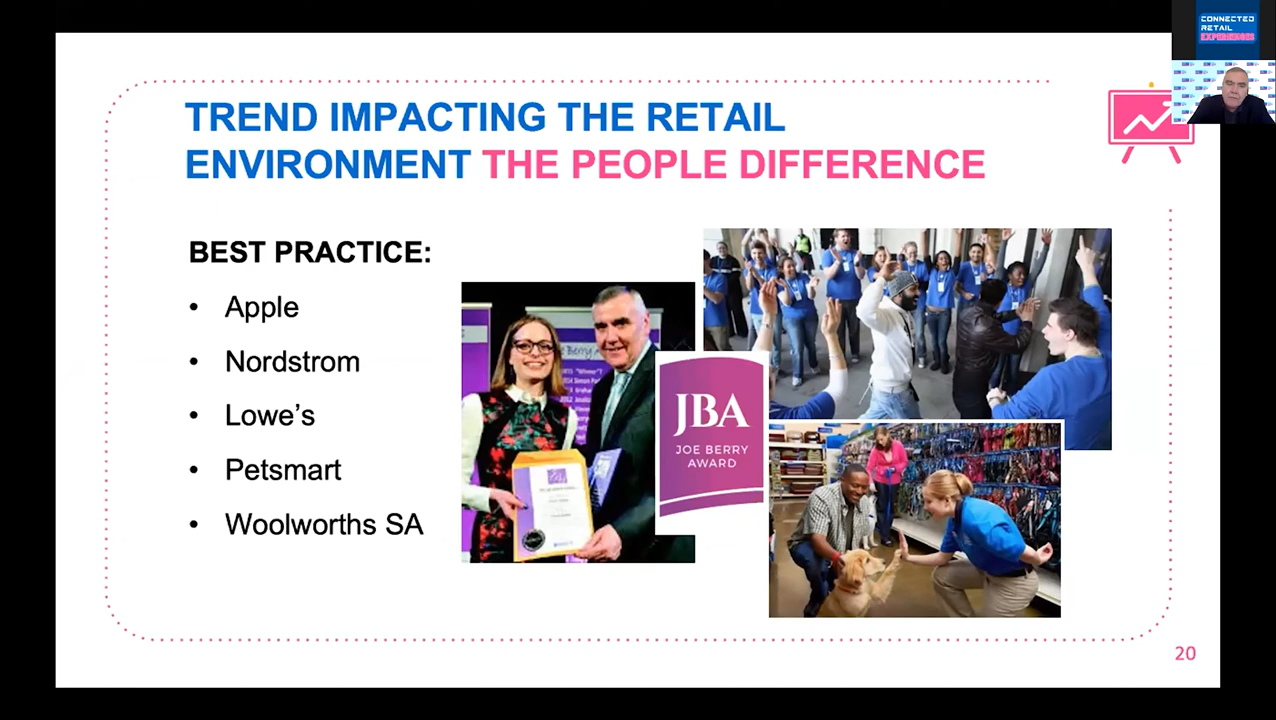 CONNECTED
RETAIL
EXPERIENCES
TREND IMPACTING THE RETAIL
ENVIRONMENT THE PEOPLE DIFFERENCE
BEST PRACTICE:
• Apple
• Nordstrom
• Lowe’s
• Petsmart
• Woolworths SA
JBA
JOE BERRY
AWARD
20